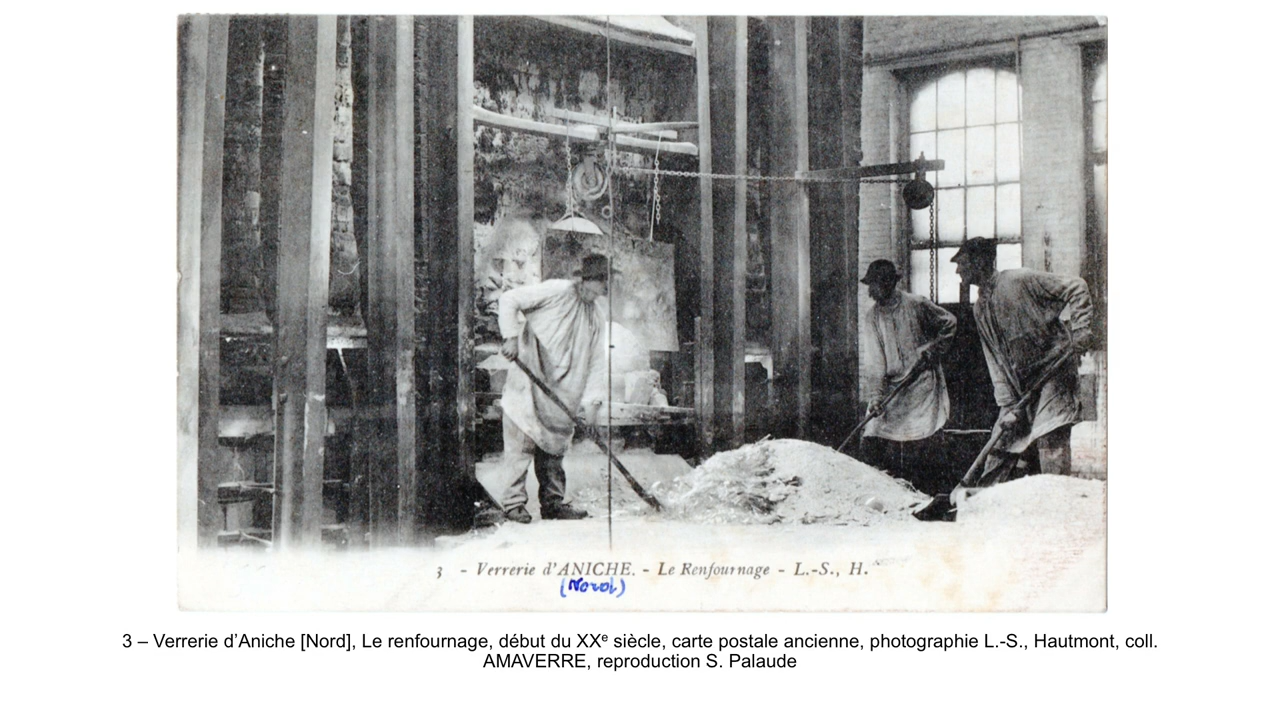 3 - Verrerie d'ANICHE. - Le Renfournage - L.-S., H.
(Nord)
3 – Verrerie d’Aniche [Nord], Le renfournage, début du XXᵉ siècle, carte postale ancienne, photographie L.-S., Hautmont, coll.
AMAVERRE, reproduction S. Palaude